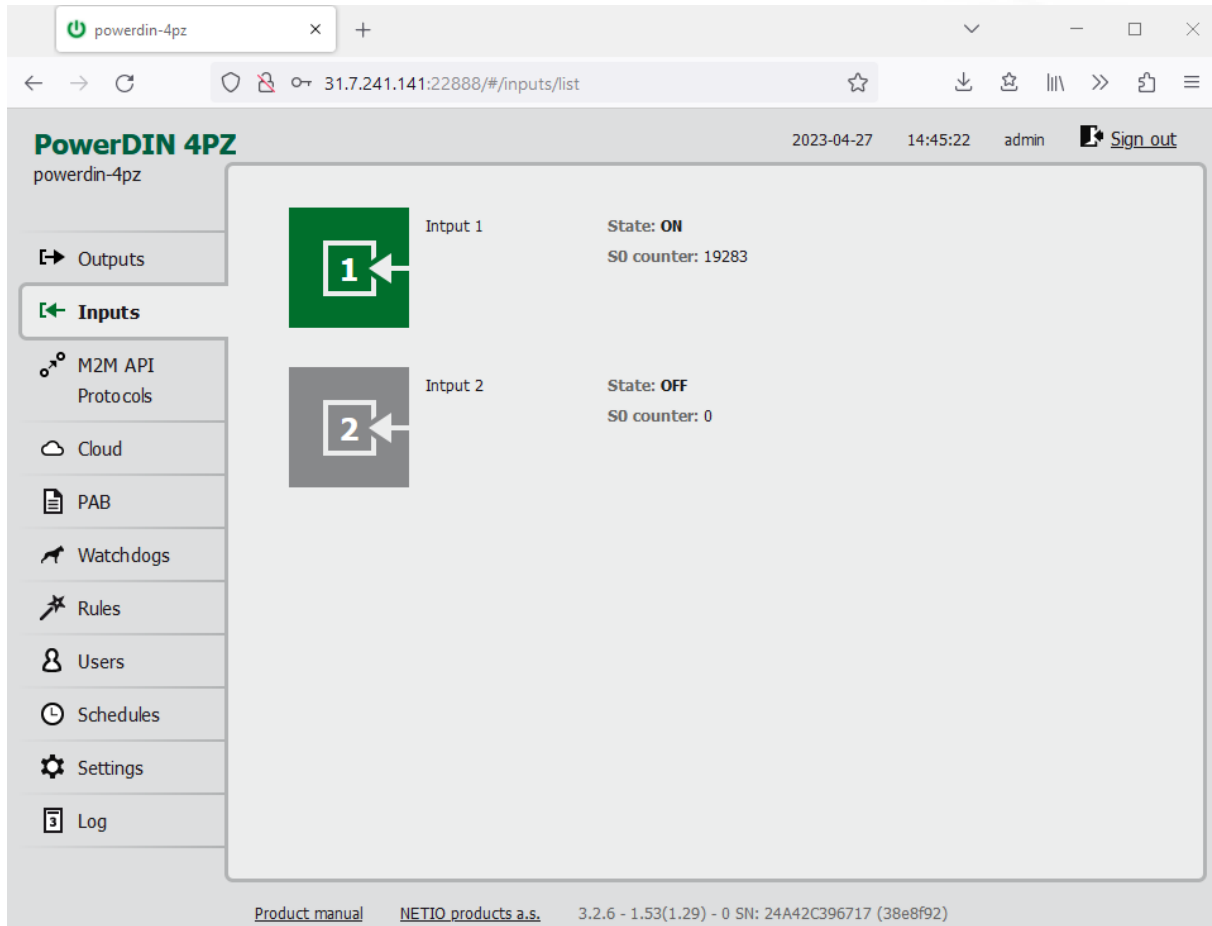 powerdin-4pz
31.7.241.141:22888/#/inputs/list
PowerDIN 4PZ
2023-04-27 14:45:22 admin Sign out
powerdin-4pz
Intput 1 State: ON
S0 counter: 19283
1
Outputs
Inputs
M2M API
Protocols
Intput 2 State: OFF
S0 counter: 0
2
Cloud
PAB
Watchdogs
Rules
Users
Schedules
Settings
3 Log
Product manual NETIO products a.s. 3.2.6 - 1.53(1.29) - 0 SN: 24A42C396717 (38e8f92)